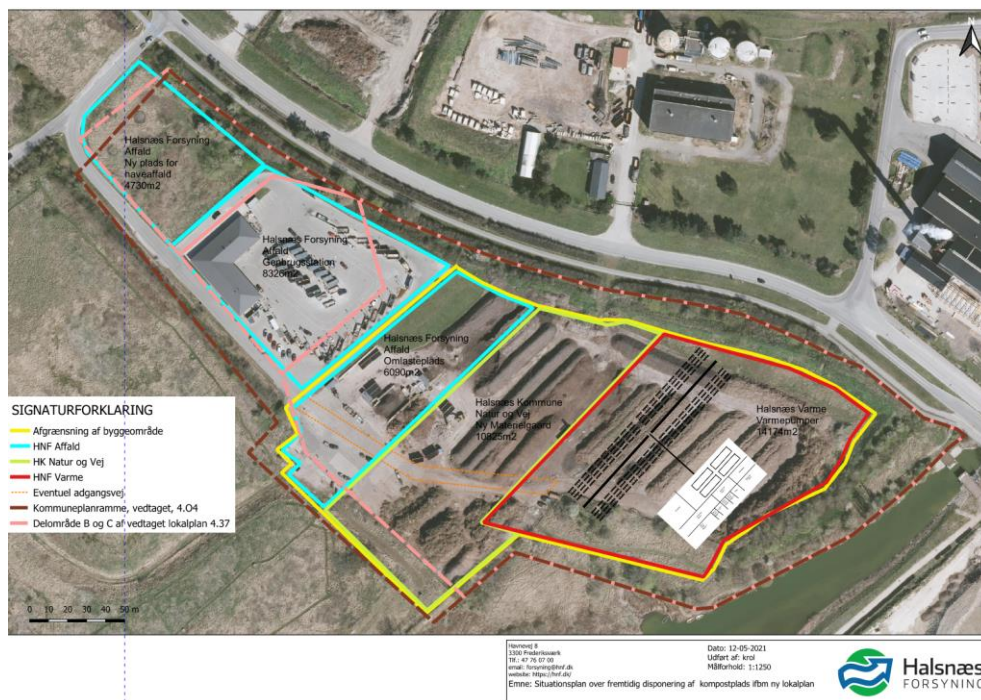 N
Halsnæs Forsyning
Affald
Ny plads for
haveaffald
4730m2
Halsnæs Forsyning
Affald
Genbrugsstation
8326m2
Halsnæs Forsyning
Affald
Omlasteplads
6090m2
Halsnæs Kommune
Natur og Vej
Ny Materielgaard
10825m2
Halsnæs Varme
Varmepumper
14174m2
SIGNATURFORKLARING
Afgrænsning af byggeområde
HNF Affald
HK Natur og Vej
HNF Varme
Eventuel adgangsvej
Kommuneplanramme, vedtaget, 4.O4
Delområde B og C af vedtaget lokalplan 4.37
0 10 20 30 40 50 m
Havnevej 8
3300 Frederiksværk
Tlf.: 47 76 07 00
email: forsyning@hnf.dk
website: https://hnf.dk/
Dato: 12-05-2021
Udført af: krol
Målforhold: 1:1250
Emne: Situationsplan over fremtidig disponering af kompostplads ifbm ny lokalplan
Halsnæs
FORSYNING